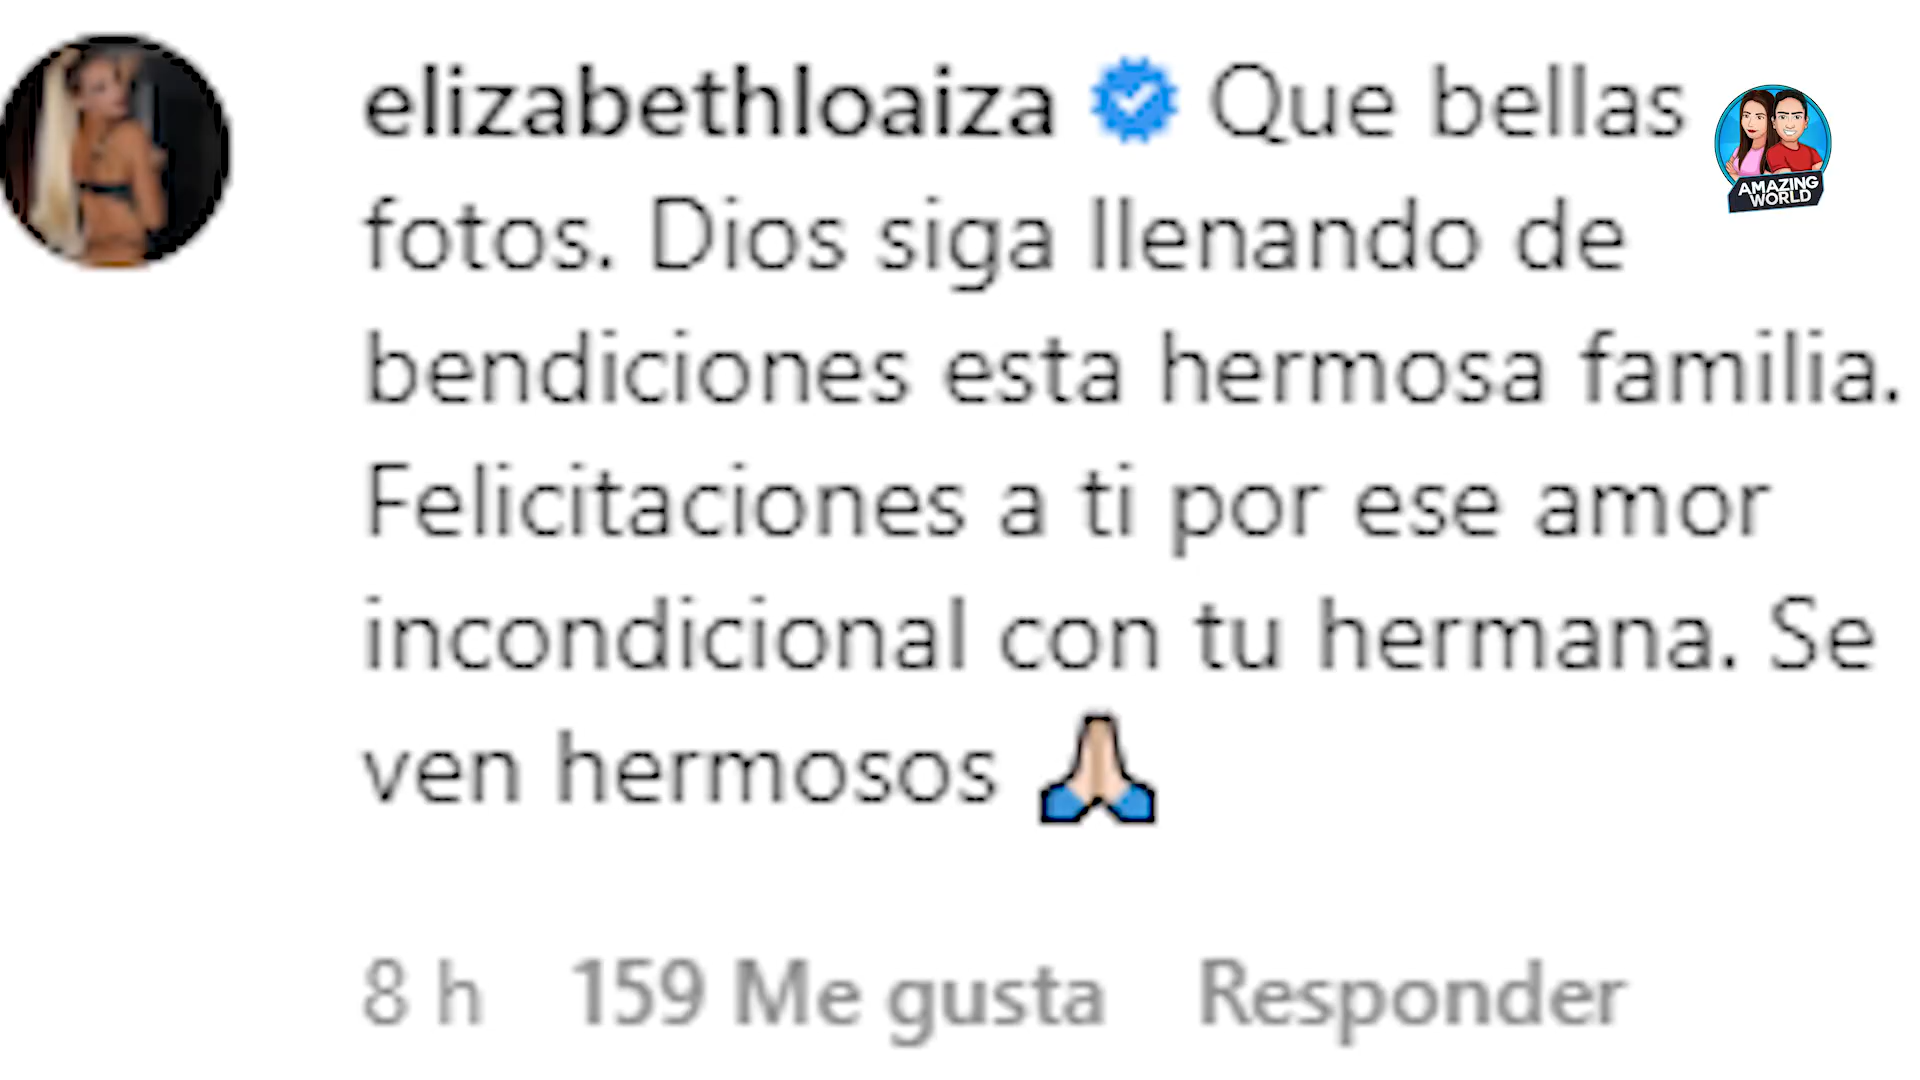 elizabethloaiza Que bellas
fotos. Dios siga llenando de
bendiciones esta hermosa familia.
Felicitaciones a ti por ese amor
incondicional con tu hermana. Se
ven hermosos 🙏🏻
8 h 159 Me gusta Responder
AMAZING
WORLD